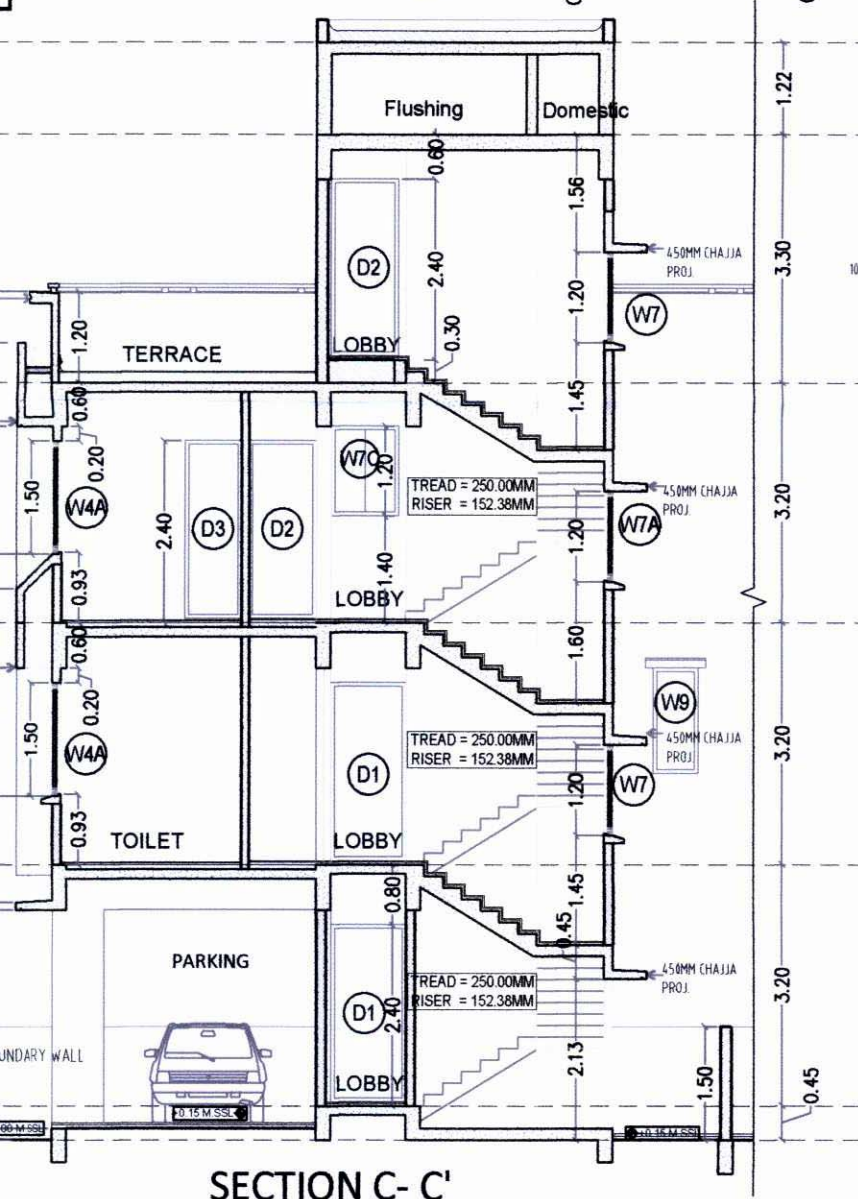 Flushing
Domestic
1.22
0.60
1.56
D2
2.40
450MM CHAJJA
PROJ.
3.30
10
1.20
W7
1.20
0.30
TERRACE
LOBBY
1.45
0.60
0.20
W7C
1.20
TREAD = 250.00MM
RISER = 152.38MM
450MM CHAJJA
PROJ.
1.50
W4A
2.40
D3
D2
W7A
1.20
3.20
0.93
1.40
LOBBY
0.60
1.60
0.20
W9
1.50
W4A
TREAD = 250.00MM
RISER = 152.38MM
450MM CHAJJA
PROJ.
3.20
D1
1.20
W7
0.93
TOILET
LOBBY
0.80
1.45
0.45
PARKING
450MM CHAJJA
PROJ.
TREAD = 250.00MM
RISER = 152.38MM
3.20
D1
2.40
UNDARY WALL
2.13
1.50
LOBBY
0.45
+0.15 M.SSL
00 M SSL
SECTION C- C'